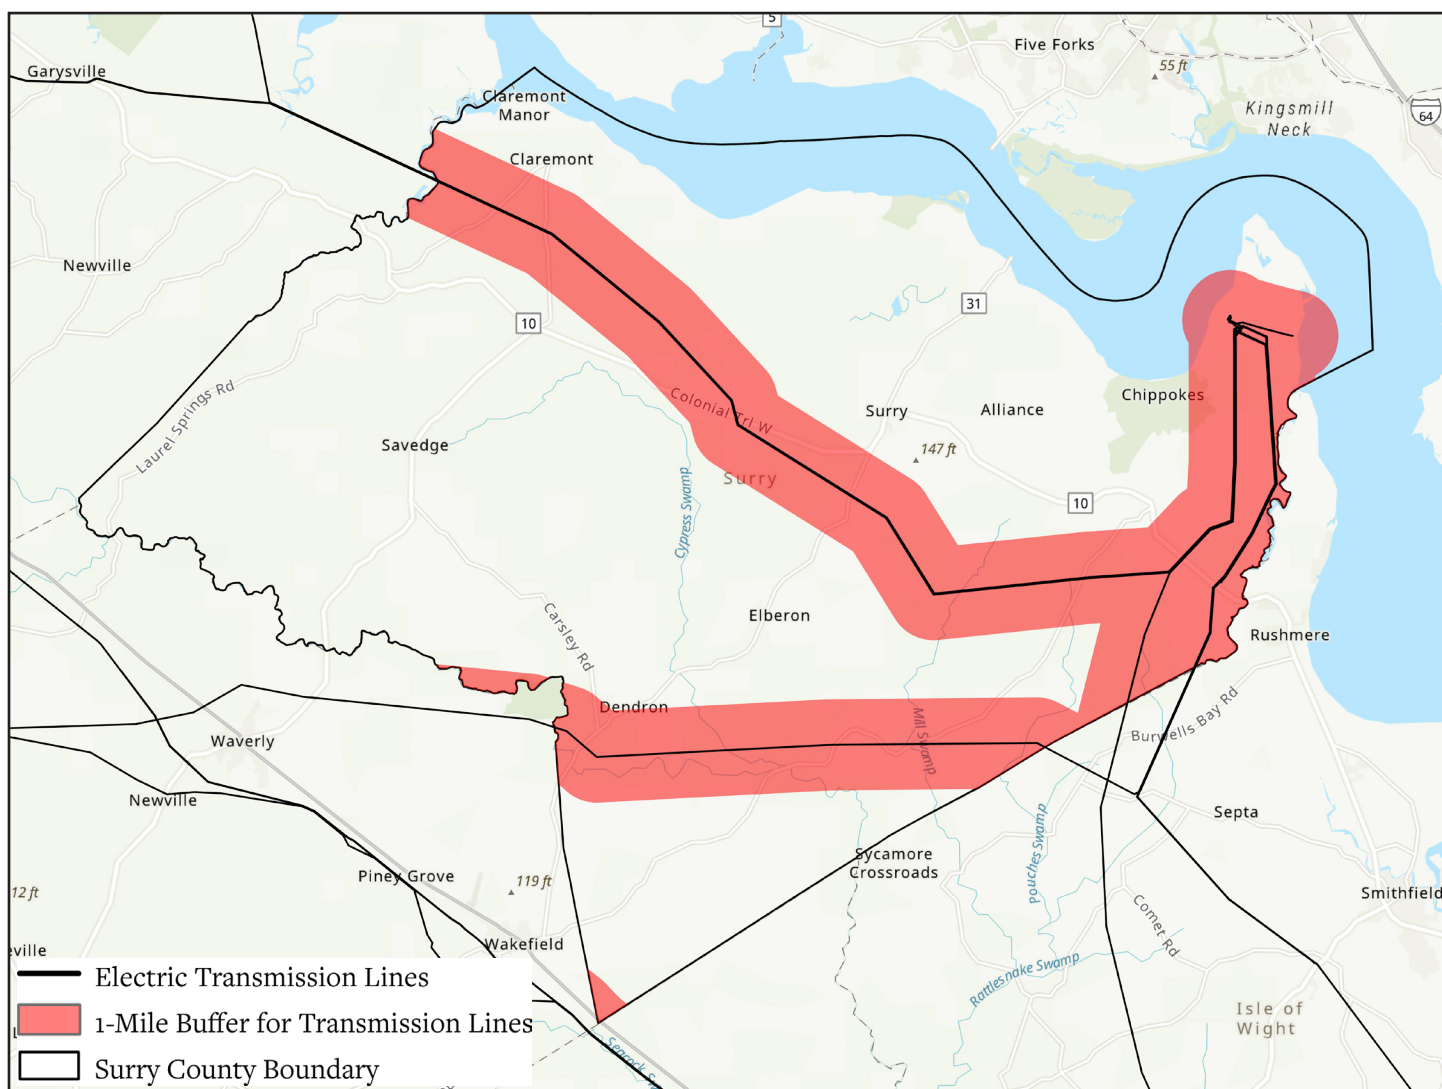 5
Five Forks
Garysville
55 ft
Claremont
Manor
Kingsmill
Neck
64
Claremont
Newville
31
10
Laurel Springs Rd
Chippokes
Colonial Trl W
Surry
Alliance
Savedge
147 ft
Surry
10
Cypress Swamp
Carsley Rd
Elberon
Rushmere
Dendron
Mill Swamp
Burwells Bay Rd
Waverly
Newville
Septa
Pouches Swamp
Sycamore
Crossroads
Piney Grove
119 ft
12 ft
Smithfield
Comet Rd
Wakefield
eville
Rattlesnake Swamp
Electric Transmission Lines
1-Mile Buffer for Transmission Lines
Surry County Boundary
Isle of
Wight
Seacock S